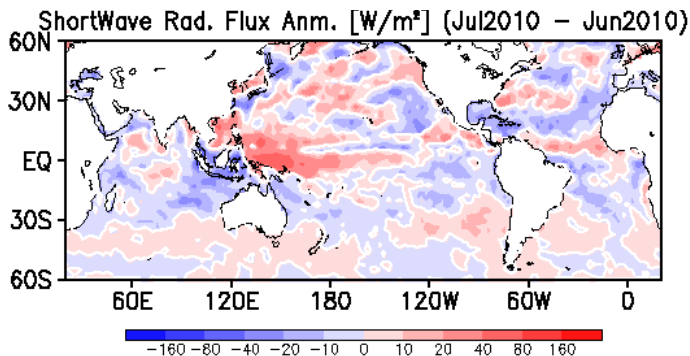 ShortWave Rad. Flux Anm. [W/m²] (Jul2010 – Jun2010)
60N
30N
EQ
30S
60S
60E 120E 180 120W 60W 0
−160 −80 −40 −20 −10 0 10 20 40 80 160